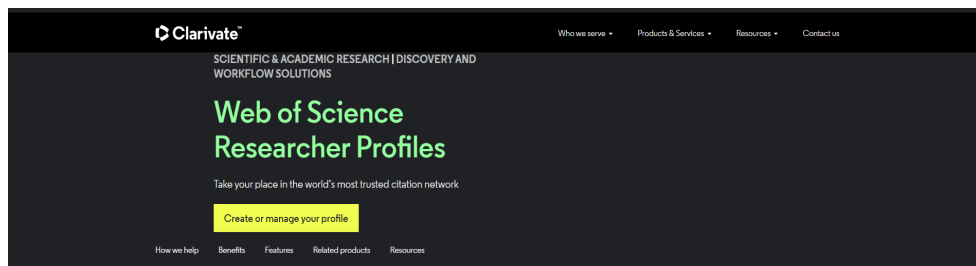 Clarivate™
Who we serve
Products & Services
Resources
Contact us
SCIENTIFIC & ACADEMIC RESEARCH | DISCOVERY AND
WORKFLOW SOLUTIONS
Web of Science
Researcher Profiles
Take your place in the world's most trusted citation network
Create or manage your profile
How we help
Benefits
Features
Related products
Resources